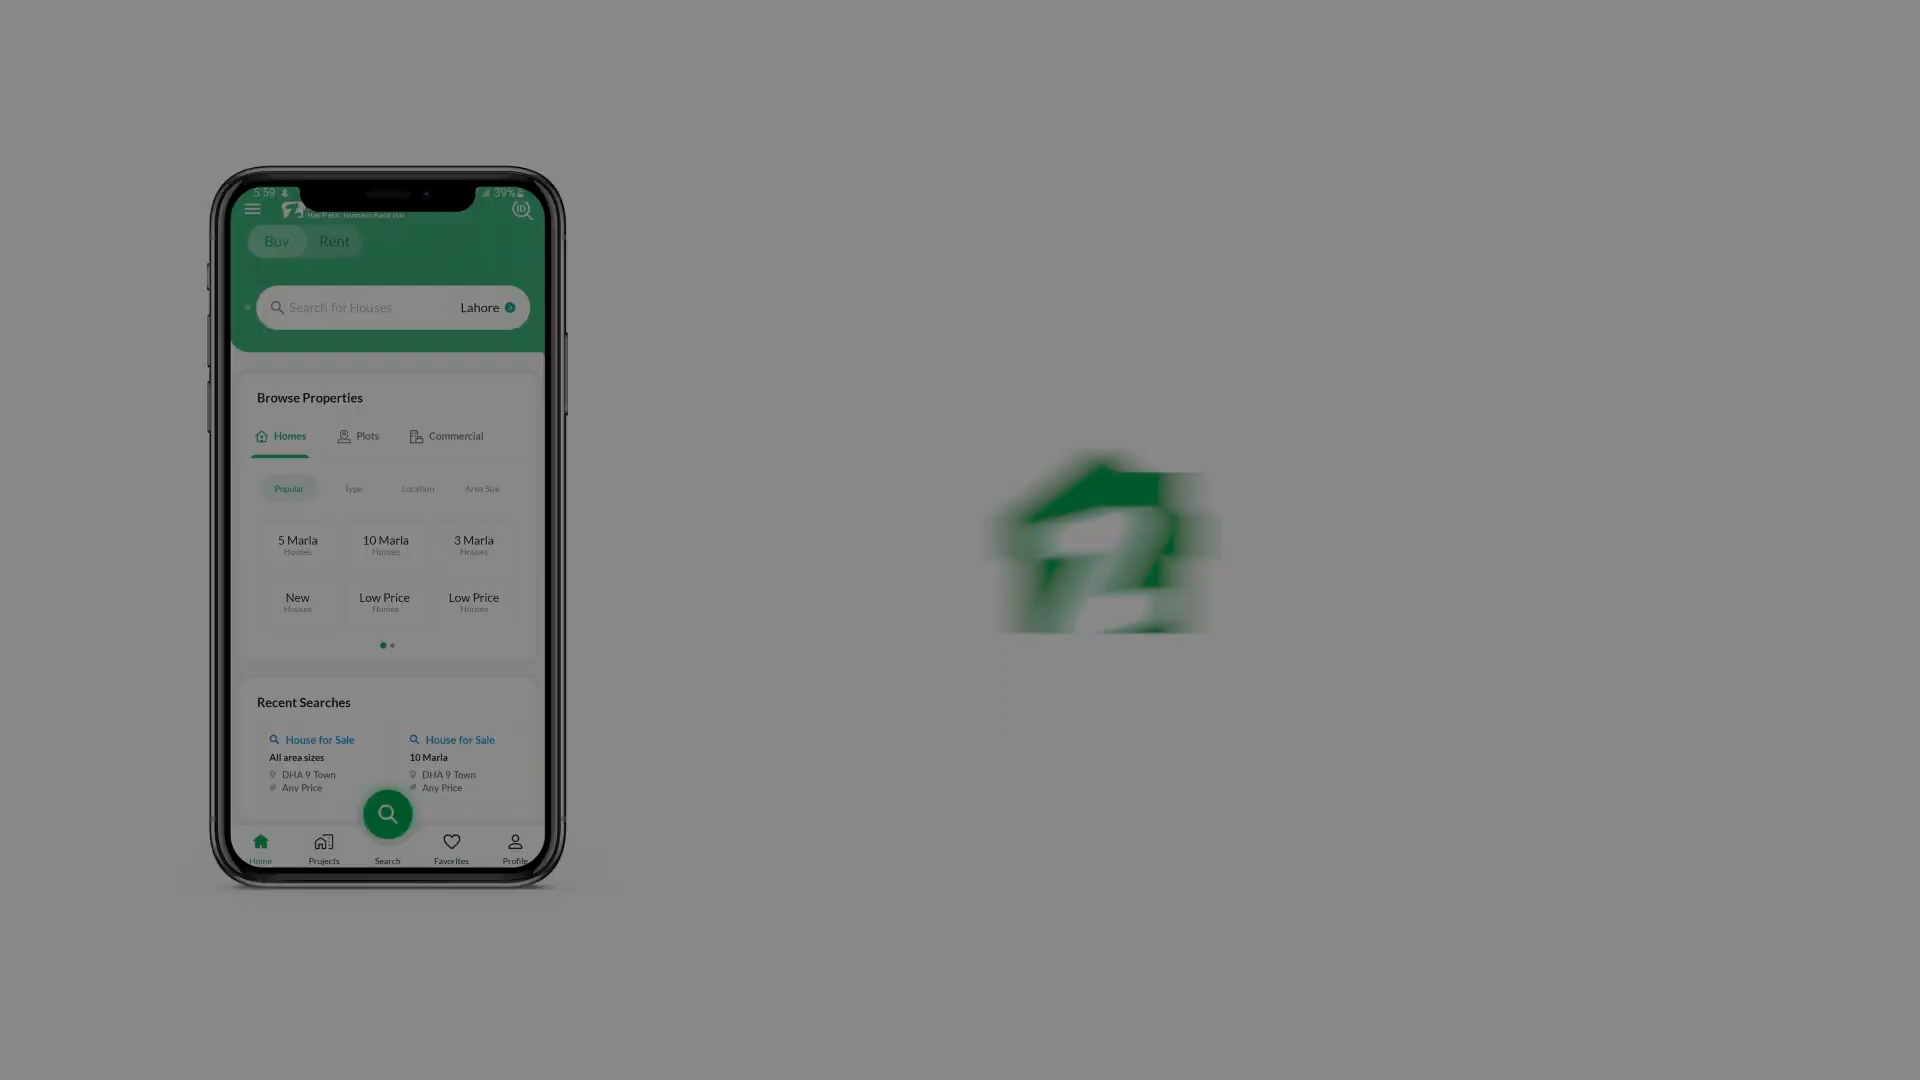 5:59
39%
ID
Buy Rent
Search for Houses Lahore
Browse Properties
Homes Plots Commercial
Popular Type Location Area Size
5 Marla 10 Marla 3 Marla
Houses Houses Houses
New Low Price Low Price
Houses Homes Houses
Recent Searches
House for Sale House for Sale
All area sizes 10 Marla
DHA 9 Town DHA 9 Town
Any Price Any Price
Home Projects Search Favorites Profile